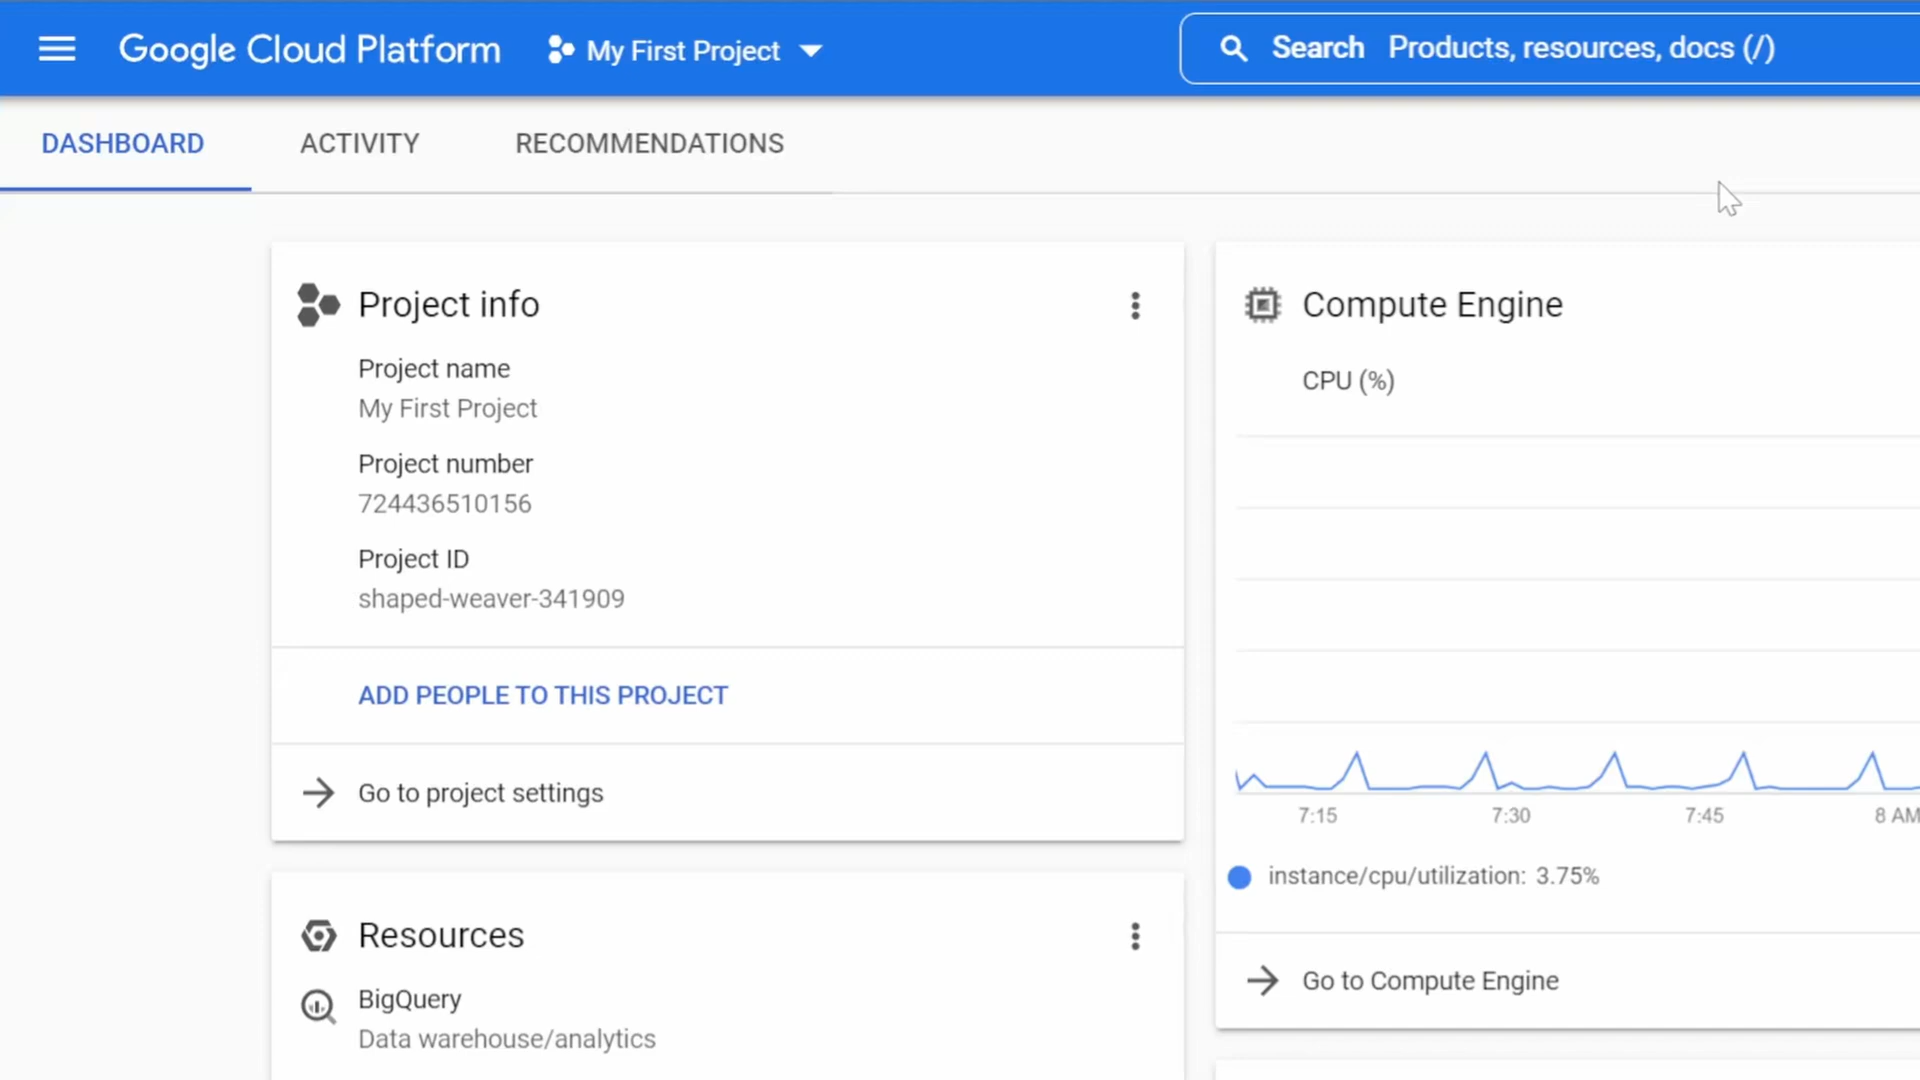 Google Cloud Platform
My First Project
Search Products, resources, docs (/)
DASHBOARD
ACTIVITY
RECOMMENDATIONS
Project info
Project name
My First Project
Project number
724436510156
Project ID
shaped-weaver-341909
ADD PEOPLE TO THIS PROJECT
Go to project settings
Resources
BigQuery
Data warehouse/analytics
Compute Engine
CPU (%)
7:15
7:30
7:45
8 AM
instance/cpu/utilization: 3.75%
Go to Compute Engine